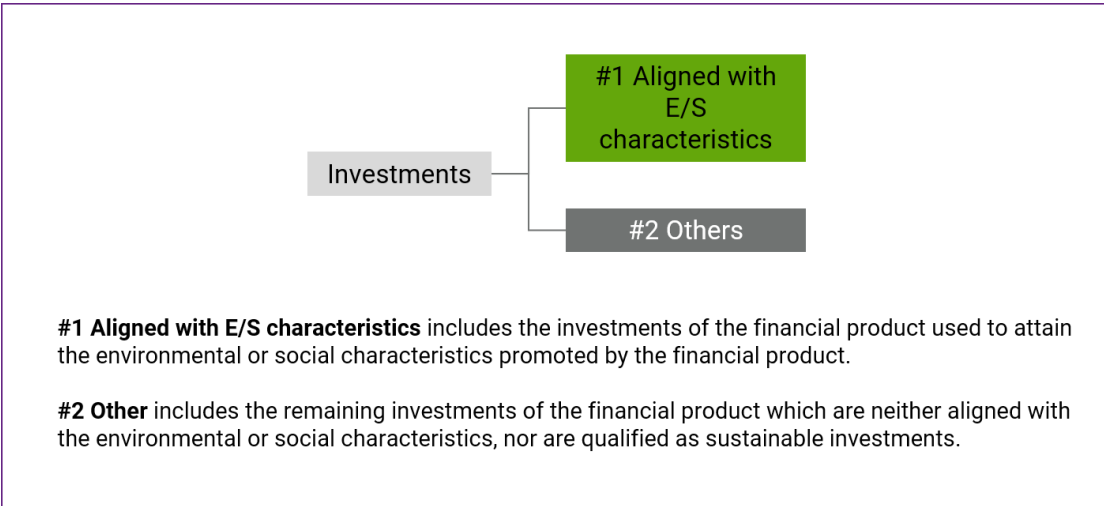 #1 Aligned with
E/S
characteristics
Investments
#2 Others
#1 Aligned with E/S characteristics includes the investments of the financial product used to attain
the environmental or social characteristics promoted by the financial product.
#2 Other includes the remaining investments of the financial product which are neither aligned with
the environmental or social characteristics, nor are qualified as sustainable investments.